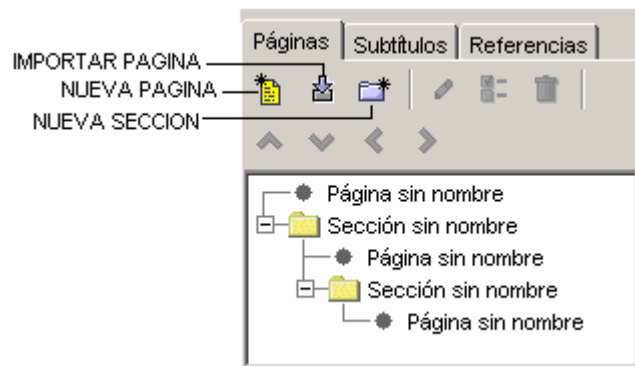 Páginas Subtítulos Referencias
IMPORTAR PAGINA
NUEVA PAGINA
NUEVA SECCION
Página sin nombre
Sección sin nombre
Página sin nombre
Sección sin nombre
Página sin nombre